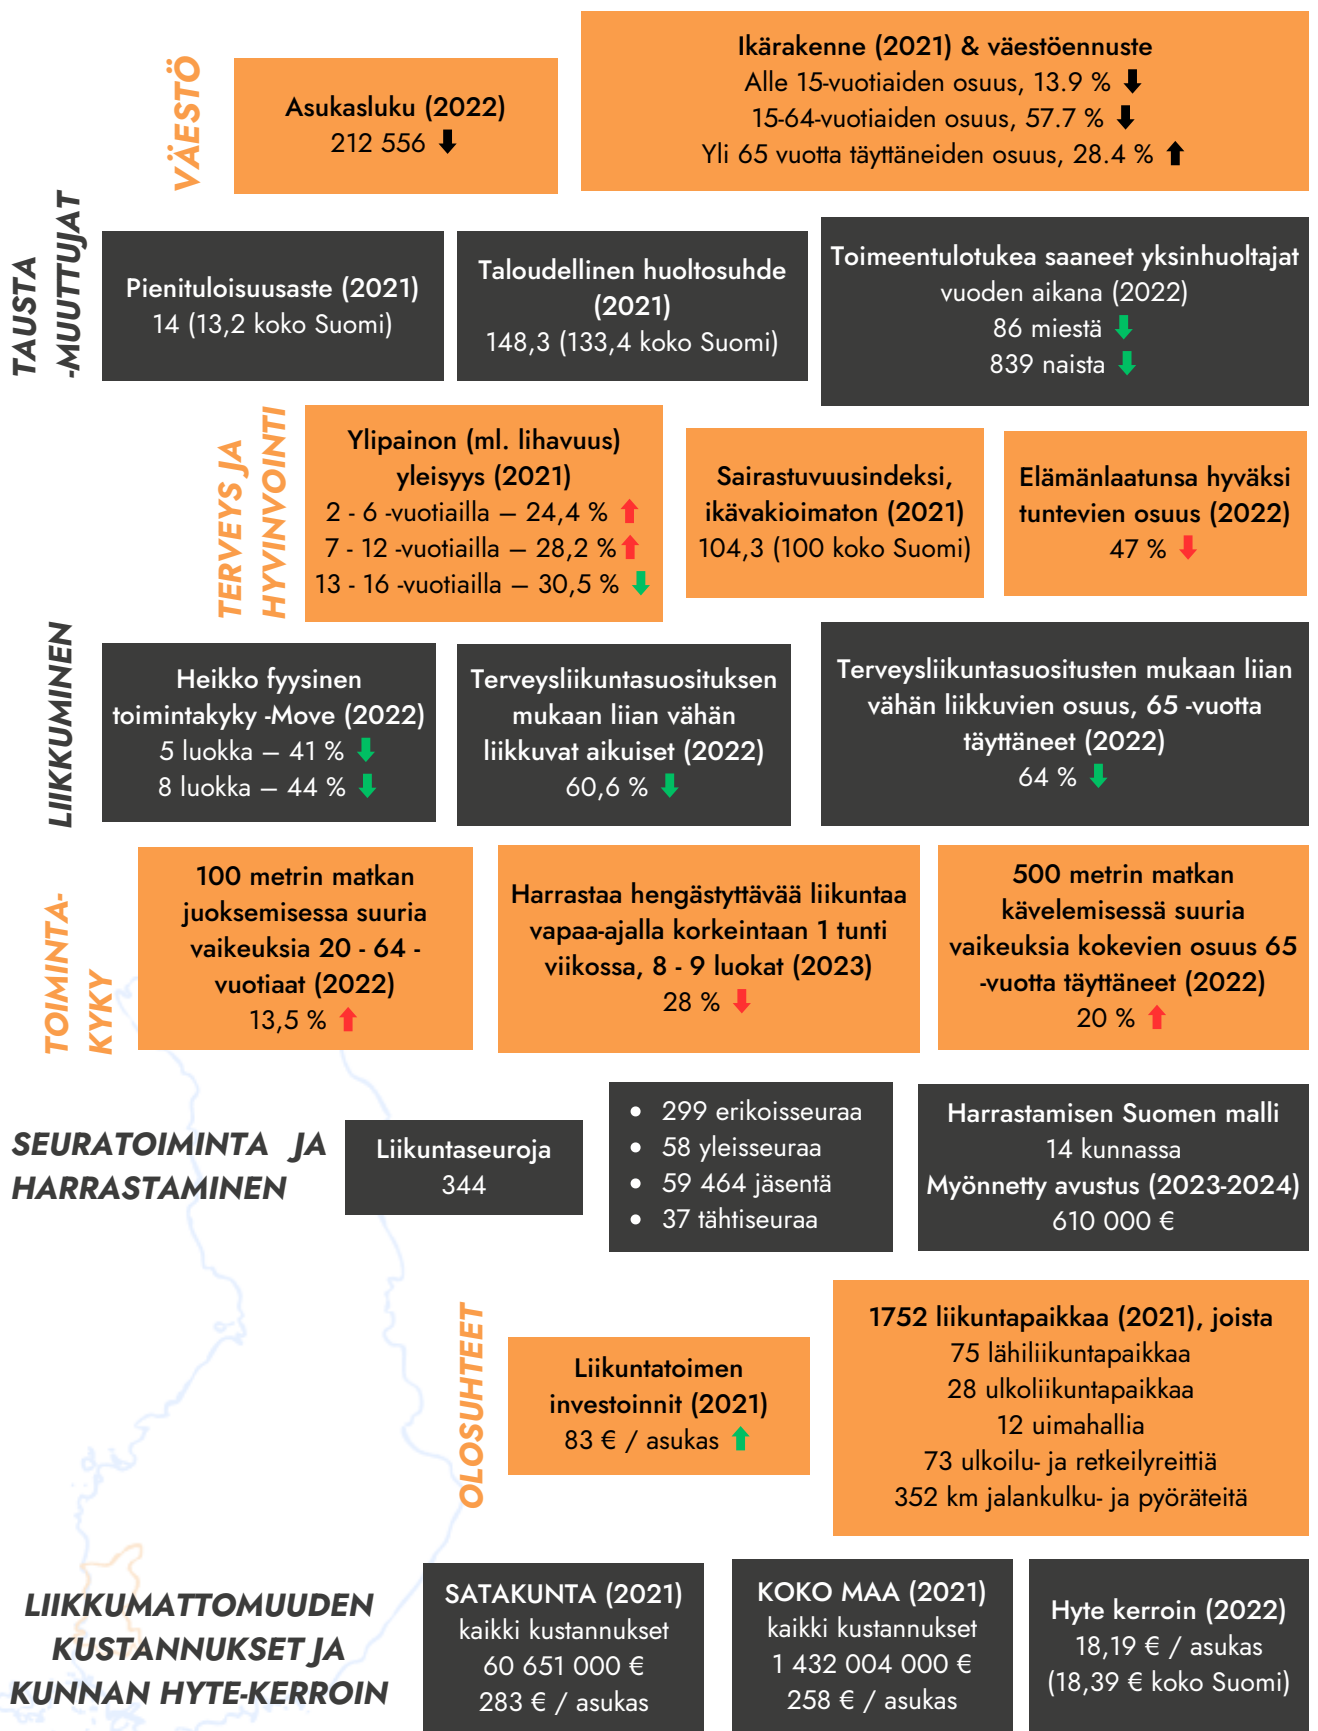 VÄESTÖ
Asukasluku (2022)
212 556
Ikärakenne (2021) & väestöennuste
Alle 15-vuotiaiden osuus, 13.9 %
15-64-vuotiaiden osuus, 57.7 %
Yli 65 vuotta täyttäneiden osuus, 28.4 %
TAUSTA
-MUUTTUJAT
Pienituloisuusaste (2021)
14 (13,2 koko Suomi)
Taloudellinen huoltosuhde
(2021)
148,3 (133,4 koko Suomi)
Toimeentulotukea saaneet yksinhuoltajat
vuoden aikana (2022)
86 miestä
839 naista
TERVEYS JA
HYVINVOINTI
Ylipainon (ml. lihavuus)
yleisyys (2021)
2 - 6 -vuotiailla – 24,4 %
7 - 12 -vuotiailla – 28,2 %
13 - 16 -vuotiailla – 30,5 %
Sairastuvuusindeksi,
ikävakioimaton (2021)
104,3 (100 koko Suomi)
Elämänlaatunsa hyväksi
tuntevien osuus (2022)
47 %
LIIKKUMINEN
Heikko fyysinen
toimintakyky -Move (2022)
5 luokka – 41 %
8 luokka – 44 %
Terveysliikuntasuosituksen
mukaan liian vähän
liikkuvat aikuiset (2022)
60,6 %
Terveysliikuntasuositusten mukaan liian
vähän liikkuvien osuus, 65 -vuotta
täyttäneet (2022)
64 %
TOIMINTA-
KYKY
100 metrin matkan
juoksemisessa suuria
vaikeuksia 20 - 64 -
vuotiaat (2022)
13,5 %
Harrastaa hengästyttävää liikuntaa
vapaa-ajalla korkeintaan 1 tunti
viikossa, 8 - 9 luokat (2023)
28 %
500 metrin matkan
kävelemisessä suuria
vaikeuksia kokevien osuus 65
-vuotta täyttäneet (2022)
20 %
SEURATOIMINTA JA
HARRASTAMINEN
Liikuntaseuroja
344
• 299 erikoisseuraa
• 58 yleisseuraa
• 59 464 jäsentä
• 37 tähtiseuraa
Harrastamisen Suomen malli
14 kunnassa
Myönnetty avustus (2023-2024)
610 000 €
OLOSUHTEET
Liikuntatoimen
investoinnit (2021)
83 € / asukas
1752 liikuntapaikkaa (2021), joista
75 lähiliikuntapaikkaa
28 ulkoliikuntapaikkaa
12 uimahallia
73 ulkoilu- ja retkeilyreittiä
352 km jalankulku- ja pyöräteitä
LIIKKUMATTOMUUDEN
KUSTANNUKSET JA
KUNNAN HYTE-KERROIN
SATAKUNTA (2021)
kaikki kustannukset
60 651 000 €
283 € / asukas
KOKO MAA (2021)
kaikki kustannukset
1 432 004 000 €
258 € / asukas
Hyte kerroin (2022)
18,19 € / asukas
(18,39 € koko Suomi)